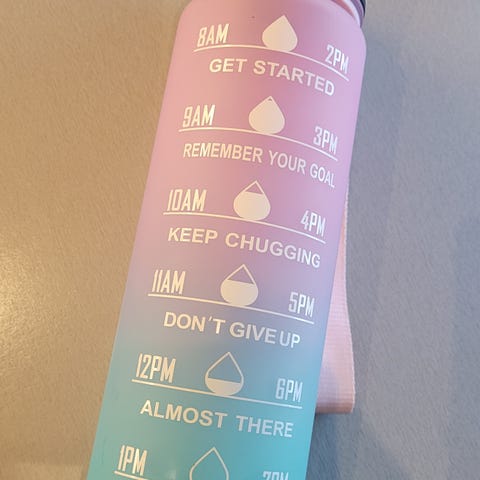 8AM 2PM
GET STARTED
9AM 3PM
REMEMBER YOUR GOAL
10AM 4PM
KEEP CHUGGING
11AM 5PM
DON'T GIVE UP
12PM 6PM
ALMOST THERE
1PM 7PM